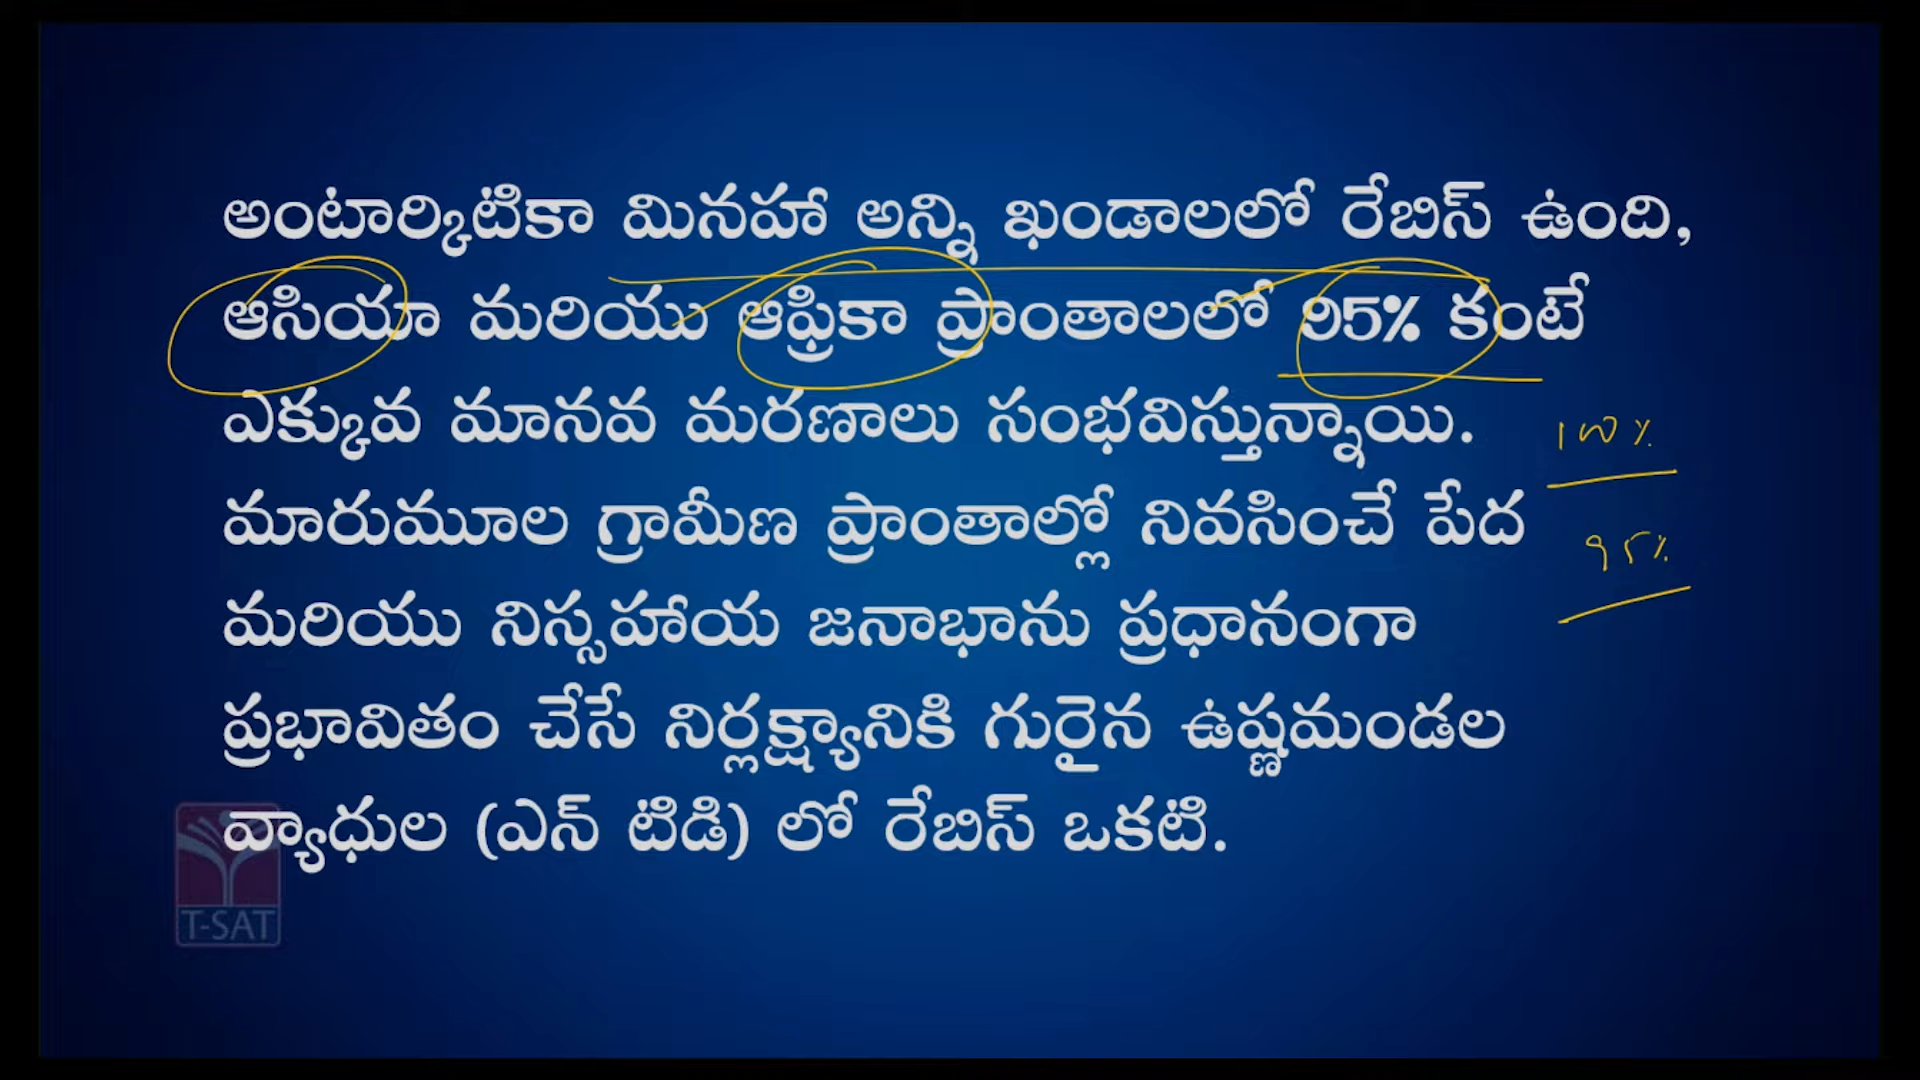 అంటార్కిటికా మినహా అన్ని ఖండాలలో రేబిస్ ఉంది,
ఆసియా మరియు ఆఫ్రికా ప్రాంతాలలో 95% కంటే
ఎక్కువ మానవ మరణాలు సంభవిస్తున్నాయి.
100%
మారుమూల గ్రామీణ ప్రాంతాల్లో నివసించే పేద
95%
మరియు నిస్సహాయ జనాభాను ప్రధానంగా
ప్రభావితం చేసే నిర్లక్ష్యానికి గురైన ఉష్ణమండల
వ్యాధుల (ఎన్ టిడి) లో రేబిస్ ఒకటి.
T-SAT